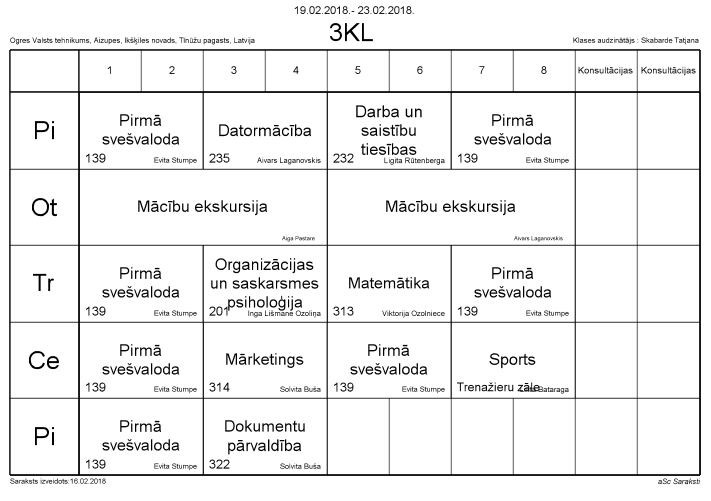 19.02.2018.- 23.02.2018.
3KL
Ogres Valsts tehnikums, Aizupes, Ikšķiles novads, Tīnūžu pagasts, Latvija
Klases audzinātājs : Skabarde Tatjana
1 2 3 4 5 6 7 8 Konsultācijas Konsultācijas
Pi
Pirmā
svešvaloda
139 Evita Stumpe
Datormācība
235 Aivars Laganovskis
Darba un
saistību
tiesības
232 Ligita Rūtenberga
Pirmā
svešvaloda
139 Evita Stumpe
Ot
Mācību ekskursija
Aiga Pastare
Mācību ekskursija
Aivars Laganovskis
Tr
Pirmā
svešvaloda
139 Evita Stumpe
Organizācijas
un saskarsmes
psiholoģija
201 Inga Lišmane Ozoliņa
Matemātika
313 Viktorija Ozolniece
Pirmā
svešvaloda
139 Evita Stumpe
Ce
Pirmā
svešvaloda
139 Evita Stumpe
Mārketings
314 Solvita Buša
Pirmā
svešvaloda
139 Evita Stumpe
Sports
Trenažieru zāle Bataraga
Pi
Pirmā
svešvaloda
139 Evita Stumpe
Dokumentu
pārvaldība
322 Solvita Buša
Saraksts izveidots:16.02.2018
aSc Saraksti